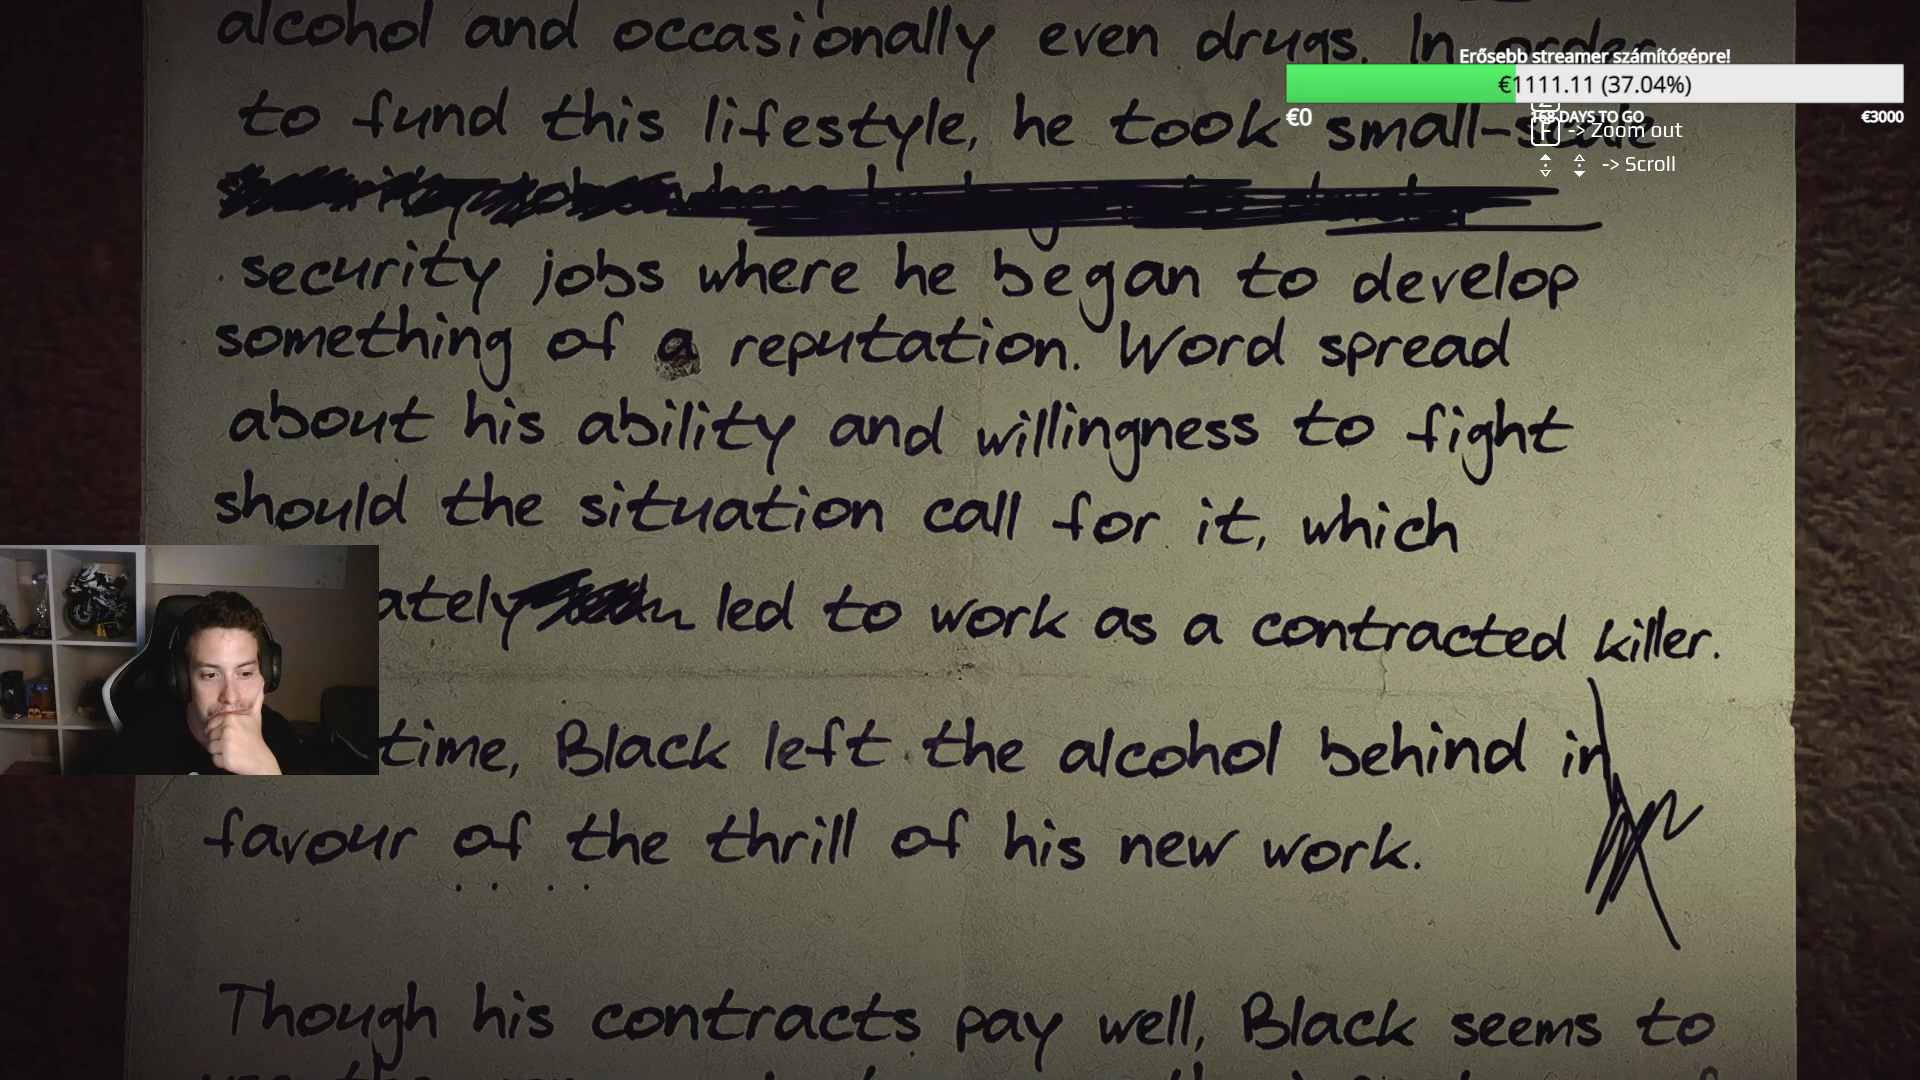 alcohol and occasionally even drugs. In order
Erősebb streamer számítógépre!
€1111.11 (37.04%)
€0
168 DAYS TO GO
€3000
F -> Zoom out
-> Scroll
to fund this lifestyle, he took small-scale
security jobs where he began to develop
something of a reputation. Word spread
about his ability and willingness to fight
should the situation call for it, which
ately led to work as a contracted killer.
time, Black left the alcohol behind in
favour of the thrill of his new work.
Though his contracts pay well, Black seems to